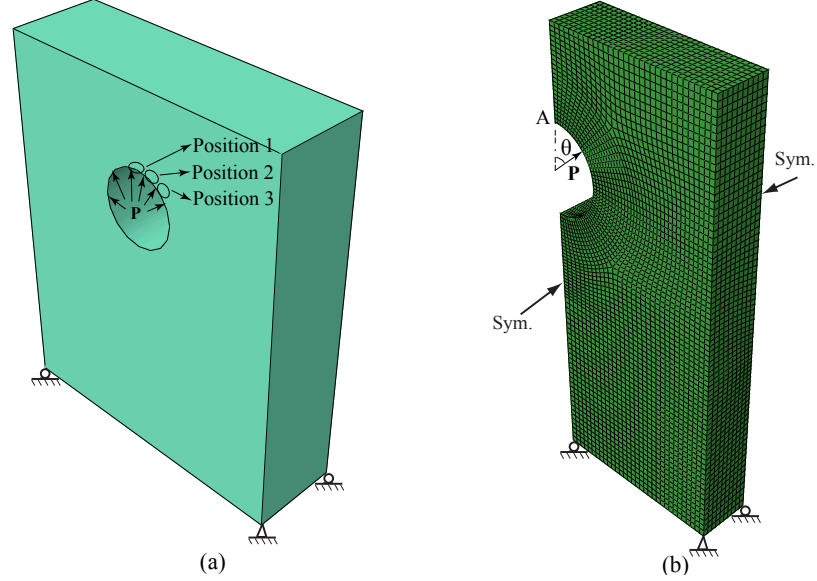 Position 1
Position 2
Position 3
P
(a)
A
θ
P
Sym.
Sym.
(b)